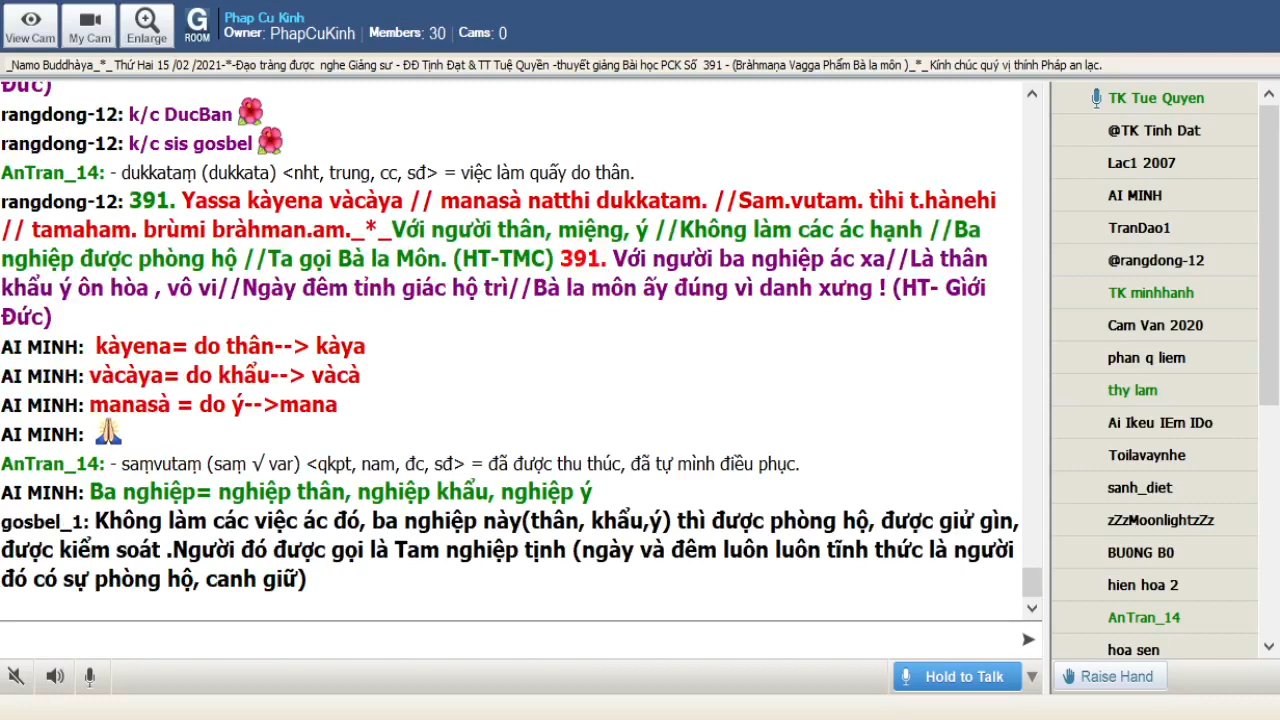 View Cam
My Cam
Enlarge
G
ROOM
Phap Cu Kinh
Owner: PhapCuKinh | Members: 30 | Cams: 0
_Namo Buddhàya_*_ Thứ Hai 15 /02 /2021-*-Đạo tràng được nghe Giảng sư - ĐĐ Tịnh Đạt & TT Tuệ Quyền -thuyết giảng Bài học PCK Số 391 - (Bràhmaṇa Vagga Phẩm Bà la môn )_*_ Kính chúc quý vị thính Pháp an lạc.
Đức)
rangdong-12: k/c DucBan
rangdong-12: k/c sis gosbel
AnTran_14: - dukkataṃ (dukkata) <nht, trung, cc, sđ> = việc làm quấy do thân.
rangdong-12: 391. Yassa kàyena vàcàya // manasà natthi dukkatam. //Sam.vutam. tìhi t.hànehi
// tamaham. brùmi bràhman.am._*_Với người thân, miệng, ý //Không làm các ác hạnh //Ba
nghiệp được phòng hộ //Ta gọi Bà la Môn. (HT-TMC) 391. Với người ba nghiệp ác xa//Là thân
khẩu ý ôn hòa , vô vi//Ngày đêm tỉnh giác hộ trì//Bà la môn ấy đúng vì danh xưng ! (HT- Giới
Đức)
AI MINH: kàyena= do thân--> kàya
AI MINH: vàcàya= do khẩu--> vàcà
AI MINH: manasà = do ý-->mana
AI MINH:
AnTran_14: - saṃvutaṃ (saṃ √ var) <qkpt, nam, đc, sđ> = đã được thu thúc, đã tự mình điều phục.
AI MINH: Ba nghiệp= nghiệp thân, nghiệp khẩu, nghiệp ý
gosbel_1: Không làm các việc ác đó, ba nghiệp này(thân, khẩu,ý) thì được phòng hộ, được giử gìn,
được kiểm soát .Người đó được gọi là Tam nghiệp tịnh (ngày và đêm luôn luôn tĩnh thức là người
đó có sự phòng hộ, canh giữ)
Hold to Talk
TK Tue Quyen
@TK Tinh Dat
Lac1 2007
AI MINH
TranDao1
@rangdong-12
TK minhhanh
Cam Van 2020
phan q liem
thy lam
Ai Ikeu IEm IDo
Toilavaynhe
sanh_diet
zZzMoonlightzZz
BU0NG B0
hien hoa 2
AnTran_14
hoa sen
Raise Hand